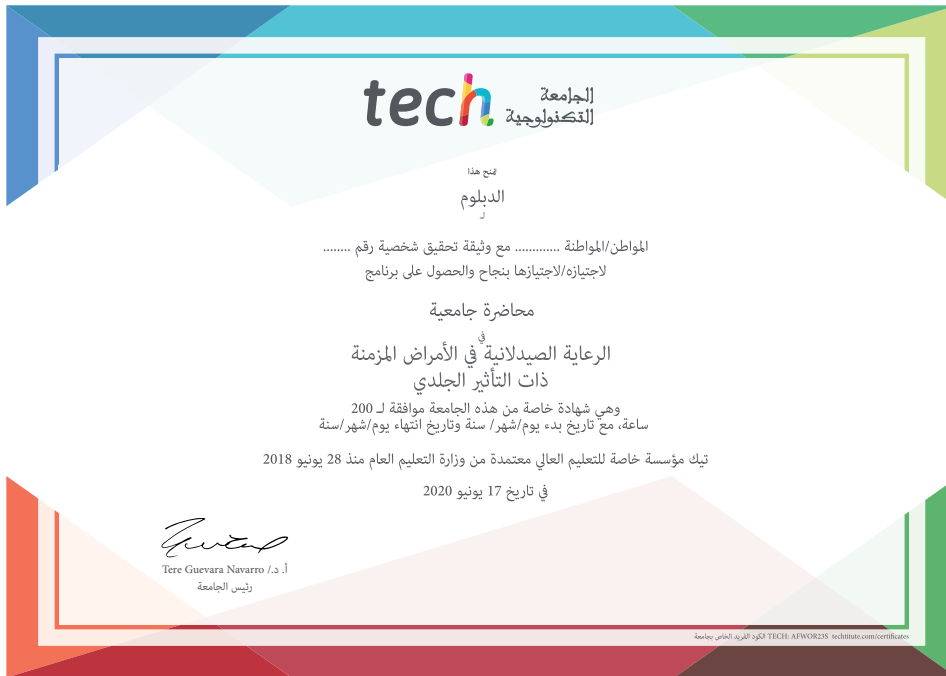 tech الجامعة
التكنولوجية
يمنح هذا
الدبلوم
لـ
المواطن/المواطنة ............ مع وثيقة تحقيق شخصية رقم ........
لاجتيازه/لاجتيازها بنجاح والحصول على برنامج
محاضرة جامعية
في
الرعاية الصيدلانية في الأمراض المزمنة
ذات التأثير الجلدي
وهي شهادة خاصة من هذه الجامعة موافقة لـ 200
ساعة، مع تاريخ بدء يوم/شهر/ سنة وتاريخ انتهاء يوم/شهر/سنة
تيك مؤسسة خاصة للتعليم العالي معتمدة من وزارة التعليم العام منذ 28 يونيو 2018
في تاريخ 17 يونيو 2020
أ. د./ Tere Guevara Navarro
رئيس الجامعة
الكود الفريد الخاص بجامعة TECH: AFWOR23S techtitute.com/certificates